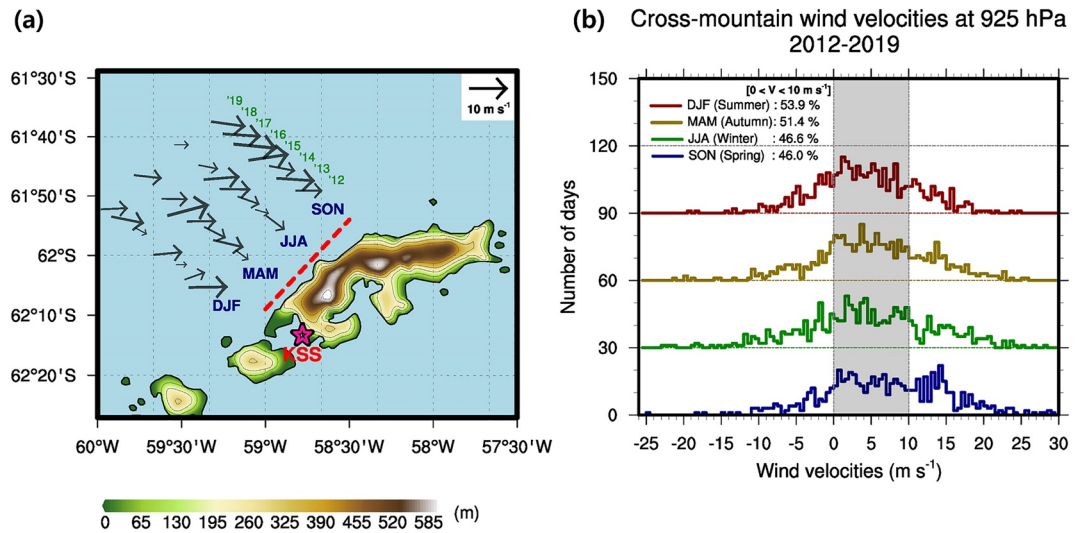 (a)
61°30'S
61°40'S
61°50'S
62°S
62°10'S
62°20'S
60°W 59°30'W 59°W 58°30'W 58°W 57°30'W
10 m s⁻¹
'19
'18
'17
'16
'15
'14
'13
'12
SON
JJA
MAM
DJF
KSS
0 65 130 195 260 325 390 455 520 585 (m)
(b)
Cross-mountain wind velocities at 925 hPa
2012-2019
Number of days
150
120
90
60
30
0
[0 < V < 10 m s⁻¹]
DJF (Summer) : 53.9 %
MAM (Autumn) : 51.4 %
JJA (Winter) : 46.6 %
SON (Spring) : 46.0 %
-25 -20 -15 -10 -5 0 5 10 15 20 25 30
Wind velocities (m s⁻¹)